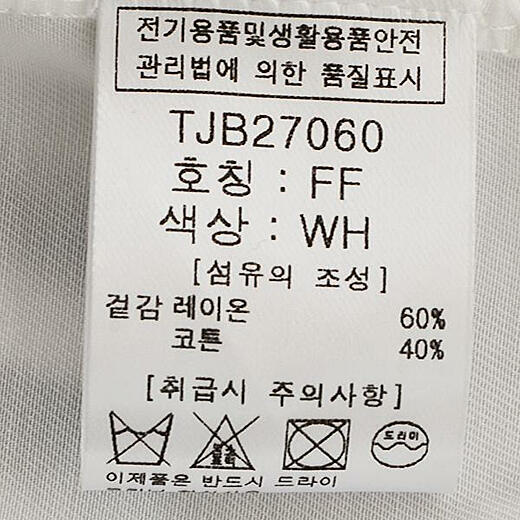 전기용품및생활용품안전
관리법에 의한 품질표시
TJB27060
호칭 : FF
색상 : WH
[섬유의 조성]
겉감 레이온 60%
코튼 40%
[취급시 주의사항]
드라이
이제품은 반드시 드라이